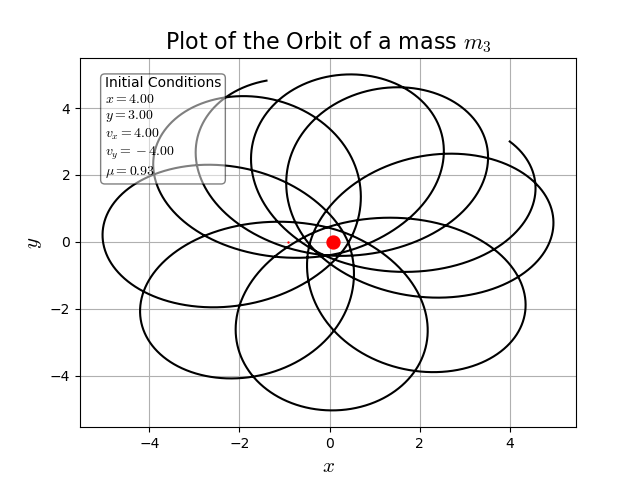 Plot of the Orbit of a mass m₃
Initial Conditions
x = 4.00
y = 3.00
vₓ = 4.00
v_y = −4.00
μ = 0.93
4
2
0
−2
−4
y
−4 −2 0 2 4
x